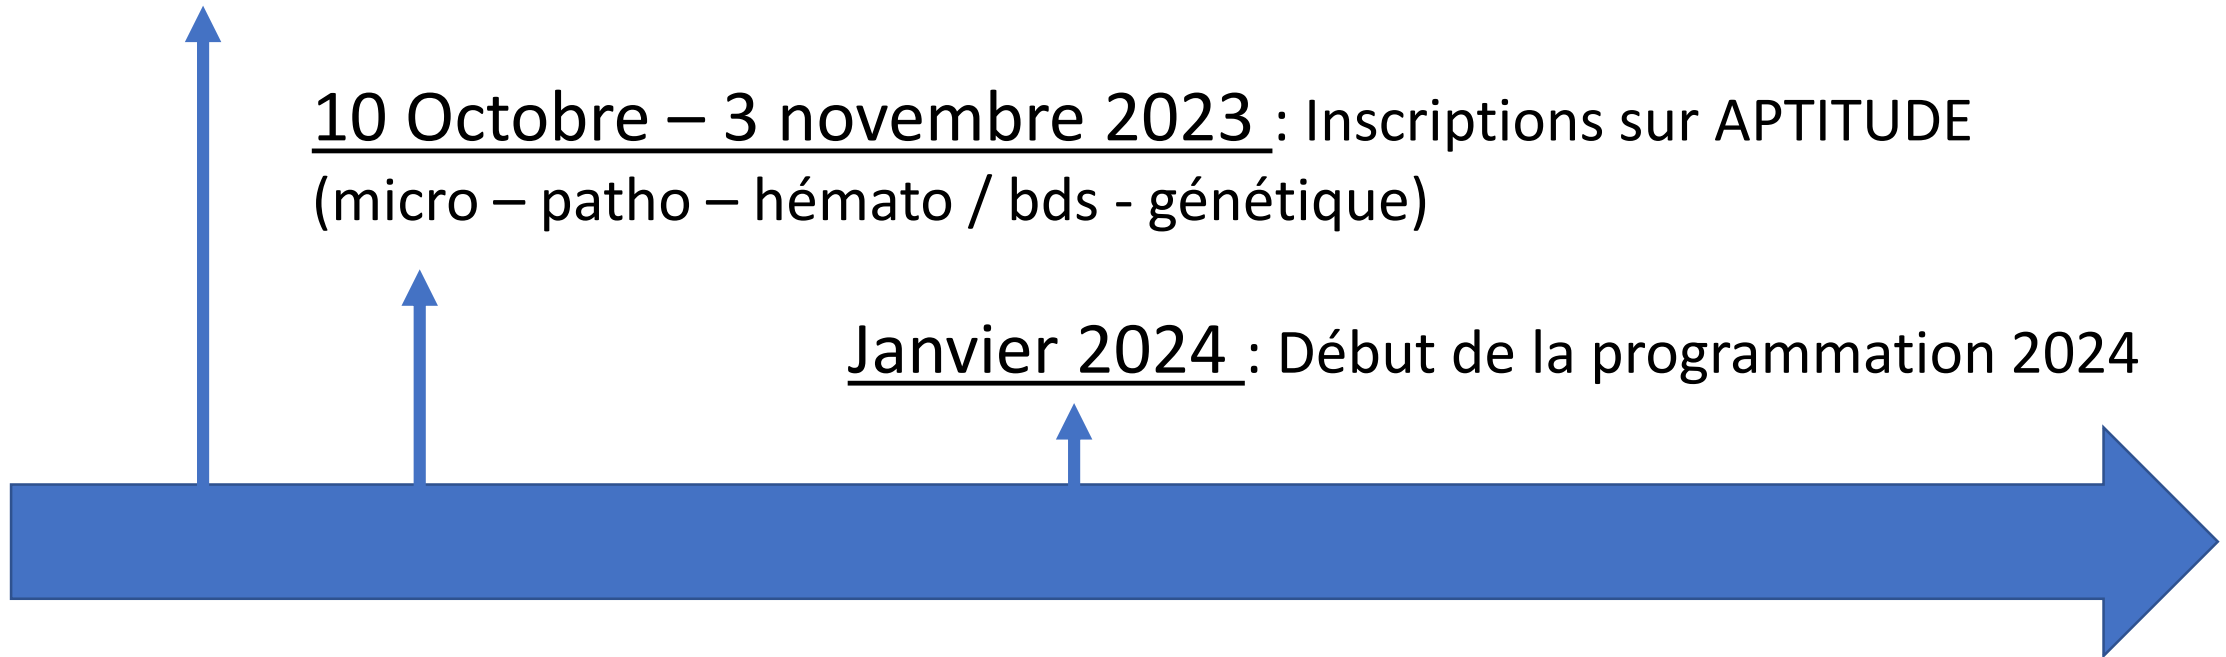 10 Octobre – 3 novembre 2023 : Inscriptions sur APTITUDE
(micro – patho – hémato / bds - génétique)
Janvier 2024 : Début de la programmation 2024